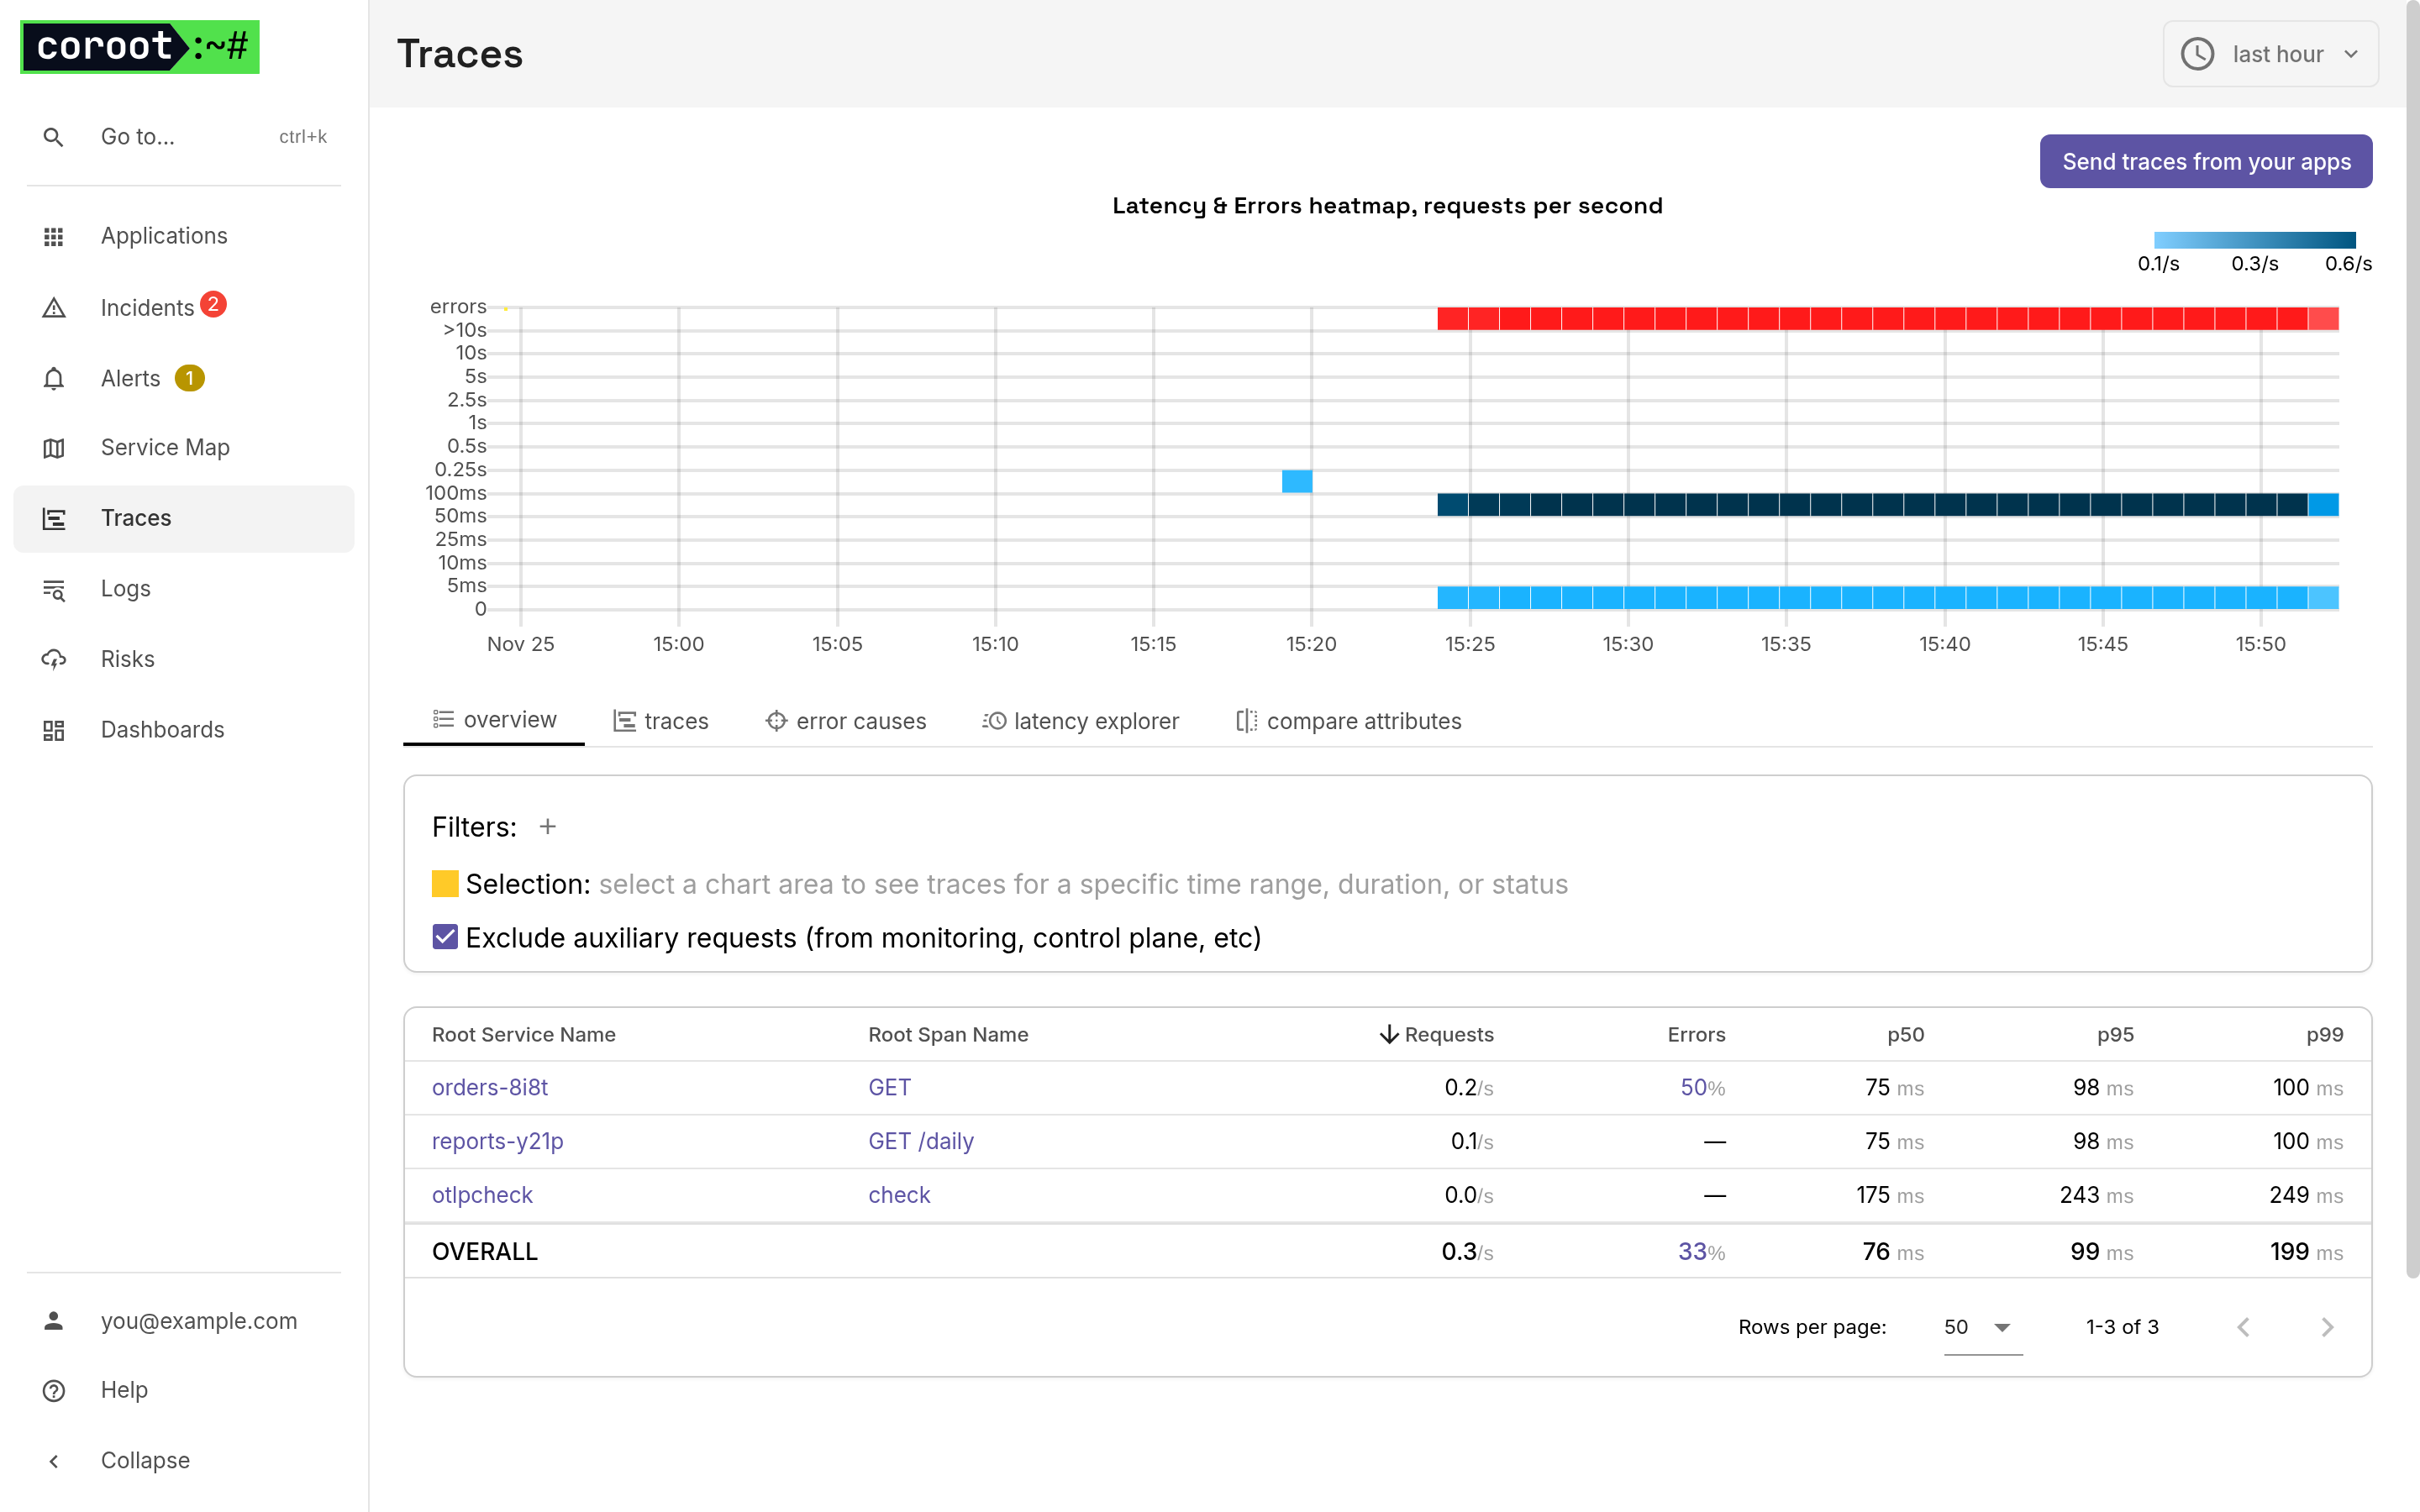 coroot:~#
Go to... ctrl+k
Applications
Incidents 2
Alerts 1
Service Map
Traces
Logs
Risks
Dashboards
you@example.com
Help
Collapse
Traces
last hour
Send traces from your apps
Latency & Errors heatmap, requests per second
0.1/s 0.3/s 0.6/s
errors
>10s
10s
5s
2.5s
1s
0.5s
0.25s
100ms
50ms
25ms
10ms
5ms
0
Nov 25 15:00 15:05 15:10 15:15 15:20 15:25 15:30 15:35 15:40 15:45 15:50
overview traces error causes latency explorer compare attributes
Filters: +
Selection: select a chart area to see traces for a specific time range, duration, or status
Exclude auxiliary requests (from monitoring, control plane, etc)
Root Service Name Root Span Name Requests Errors p50 p95 p99
orders-8i8t GET 0.2/s 50% 75 ms 98 ms 100 ms
reports-y21p GET /daily 0.1/s — 75 ms 98 ms 100 ms
otlpcheck check 0.0/s — 175 ms 243 ms 249 ms
OVERALL 0.3/s 33% 76 ms 99 ms 199 ms
Rows per page: 50 1-3 of 3